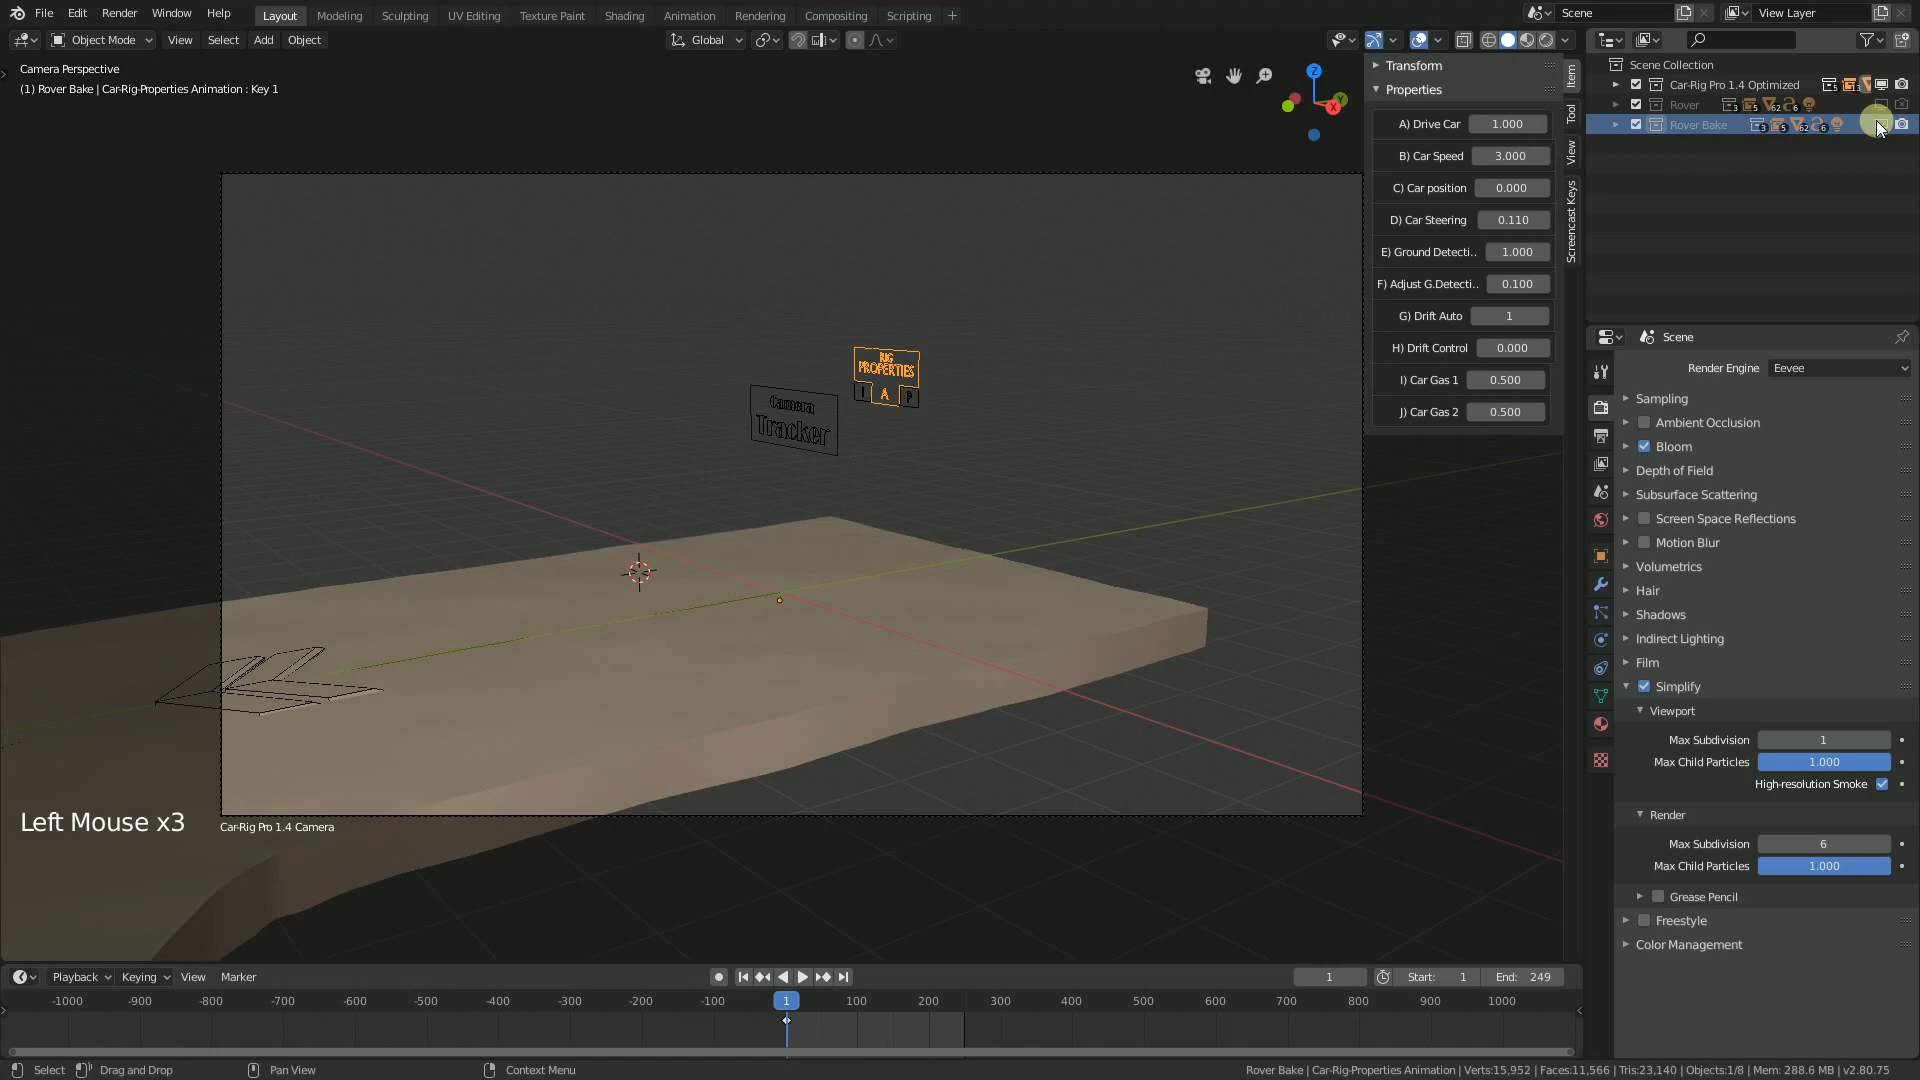 File Edit Render Window Help Layout Modeling Sculpting UV Editing Texture Paint Shading Animation Rendering Compositing Scripting + Scene View Layer
Object Mode View Select Add Object Global
Camera Perspective
(1) Rover Bake | Car-Rig-Properties Animation : Key 1
Z
Y
X
Transform
Properties
A) Drive Car 1.000
B) Car Speed 3.000
C) Car position 0.000
D) Car Steering 0.110
E) Ground Detecti.. 1.000
F) Adjust G.Detecti.. 0.100
G) Drift Auto 1
H) Drift Control 0.000
I) Car Gas 1 0.500
J) Car Gas 2 0.500
Item
Tool
View
Screencast Keys
Scene Collection
Car-Rig Pro 1.4 Optimized 5 3
Rover 3 5 62 6
Rover Bake 3 5 62 6
RIG
PROPERTIES
I A P
Camera
Tracker
Left Mouse x3
Car-Rig Pro 1.4 Camera
Scene
Render Engine Eevee
Sampling
Ambient Occlusion
Bloom
Depth of Field
Subsurface Scattering
Screen Space Reflections
Motion Blur
Volumetrics
Hair
Shadows
Indirect Lighting
Film
Simplify
Viewport
Max Subdivision 1
Max Child Particles 1.000
High-resolution Smoke
Render
Max Subdivision 6
Max Child Particles 1.000
Grease Pencil
Freestyle
Color Management
Playback Keying View Marker 1 Start: 1 End: 249
-1000 -900 -800 -700 -600 -500 -400 -300 -200 -100 1 100 200 300 400 500 600 700 800 900 1000
Select Drag and Drop Pan View Context Menu Rover Bake | Car-Rig-Properties Animation | Verts:15,952 | Faces:11,566 | Tris:23,140 | Objects:1/8 | Mem: 288.6 MB | v2.80.75